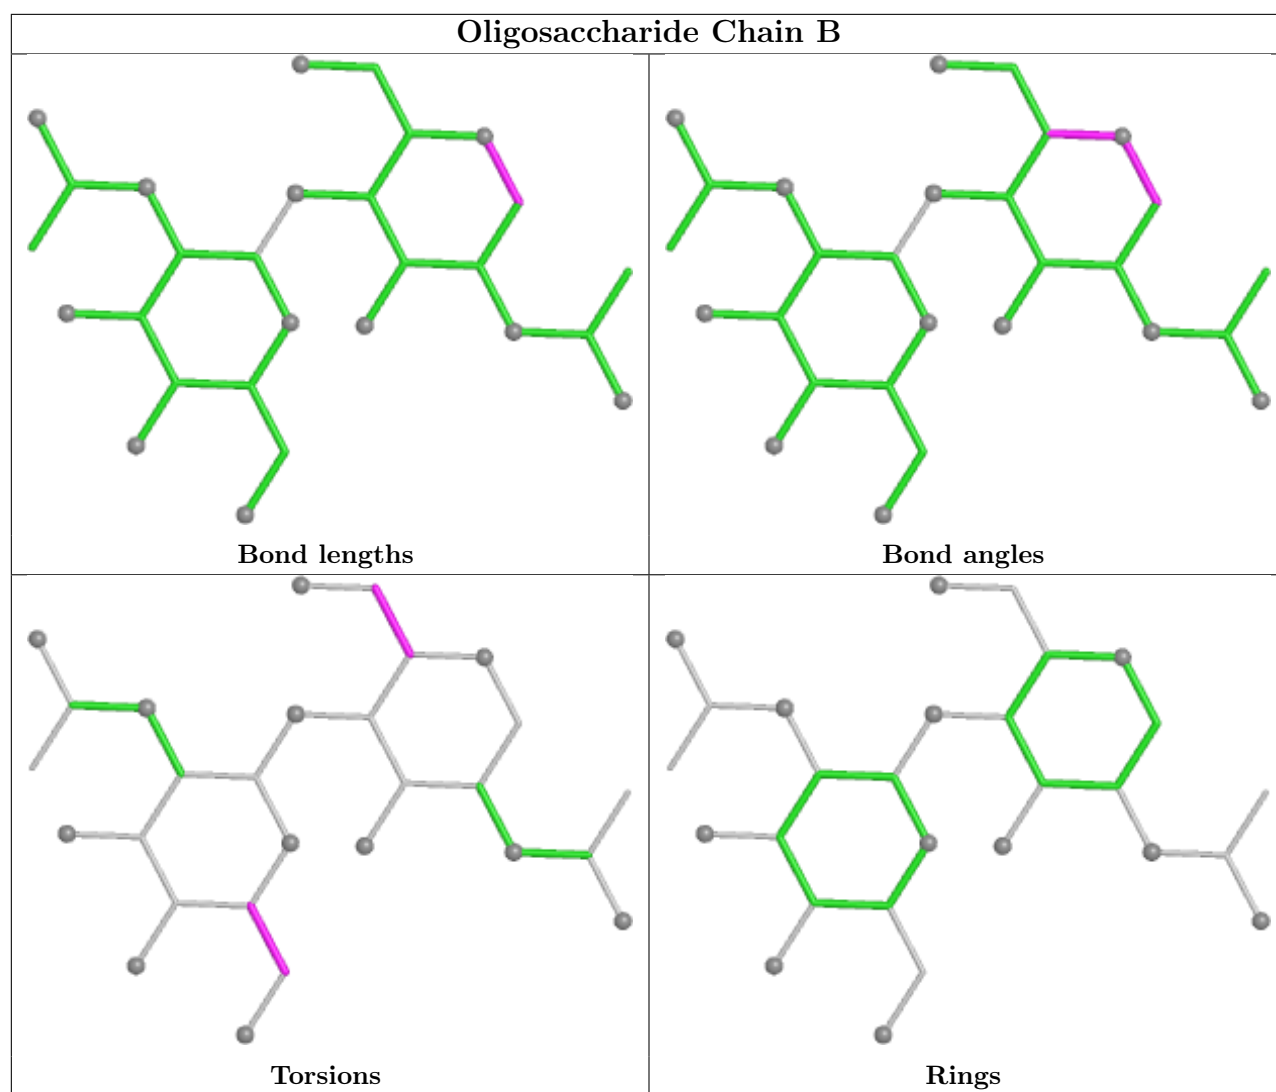 Oligosaccharide Chain B
Bond lengths
Bond angles
Torsions
Rings